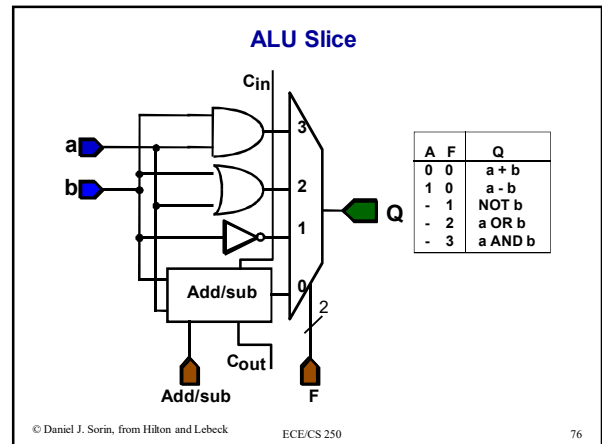 ALU Slice
Cin
a
b
3
2
1
0
Add/sub
Q
2
Cout
Add/sub
F
A F Q
0 0 a + b
1 0 a - b
- 1 NOT b
- 2 a OR b
- 3 a AND b
© Daniel J. Sorin, from Hilton and Lebeck ECE/CS 250 76